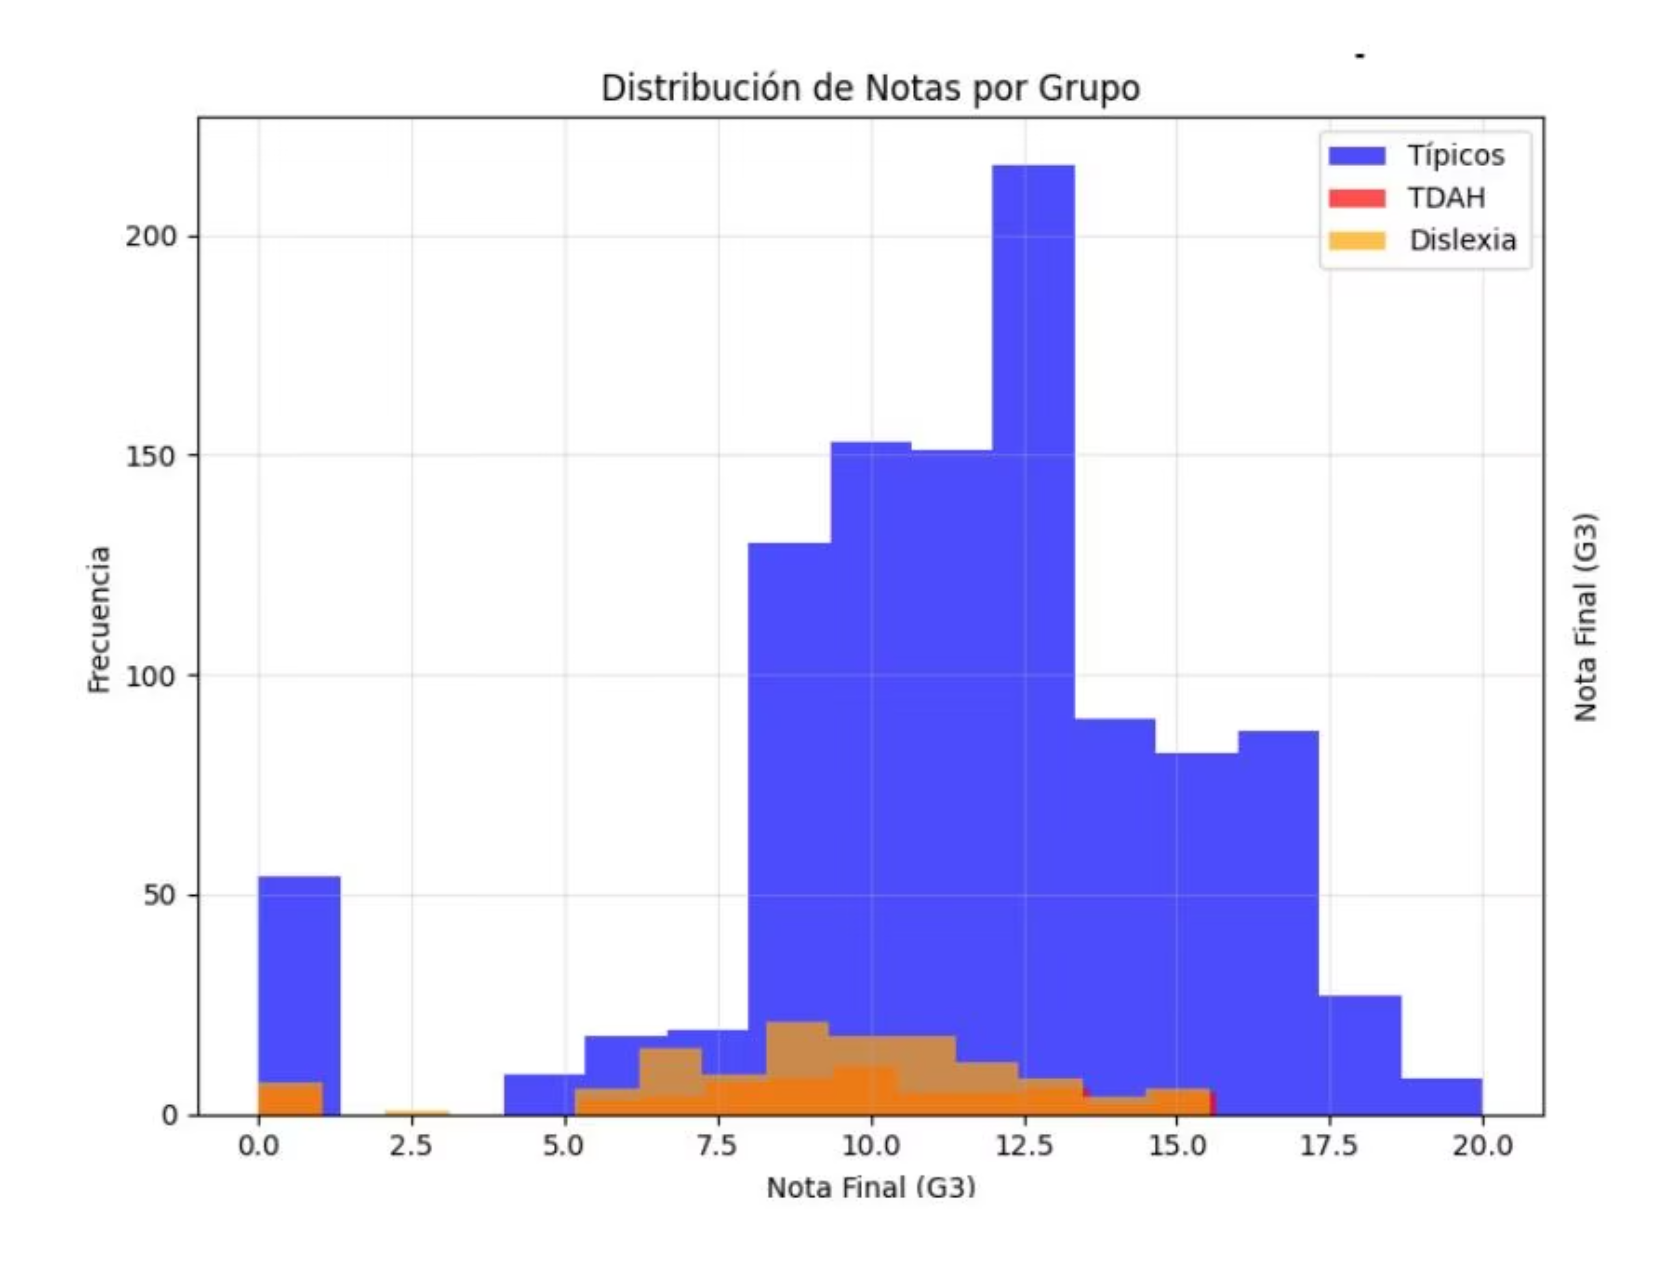 Distribución de Notas por Grupo
Típicos
TDAH
Dislexia
200
150
100
50
0
Frecuencia
0.0 2.5 5.0 7.5 10.0 12.5 15.0 17.5 20.0
Nota Final (G3)
Nota Final (G3)